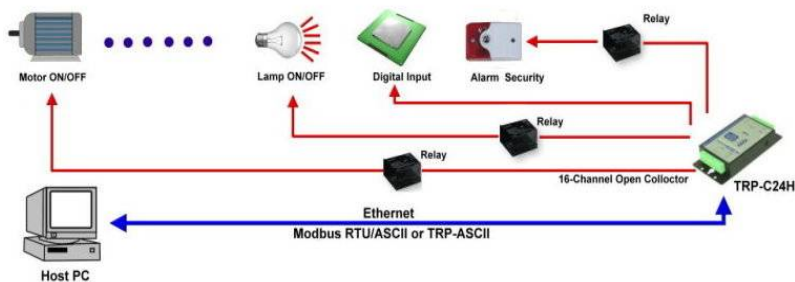 Relay
Motor ON/OFF
Lamp ON/OFF
Digital Input
Alarm Security
Relay
Relay
16-Channel Open Colloctor
TRP-C24H
Ethernet
Modbus RTU/ASCII or TRP-ASCII
Host PC